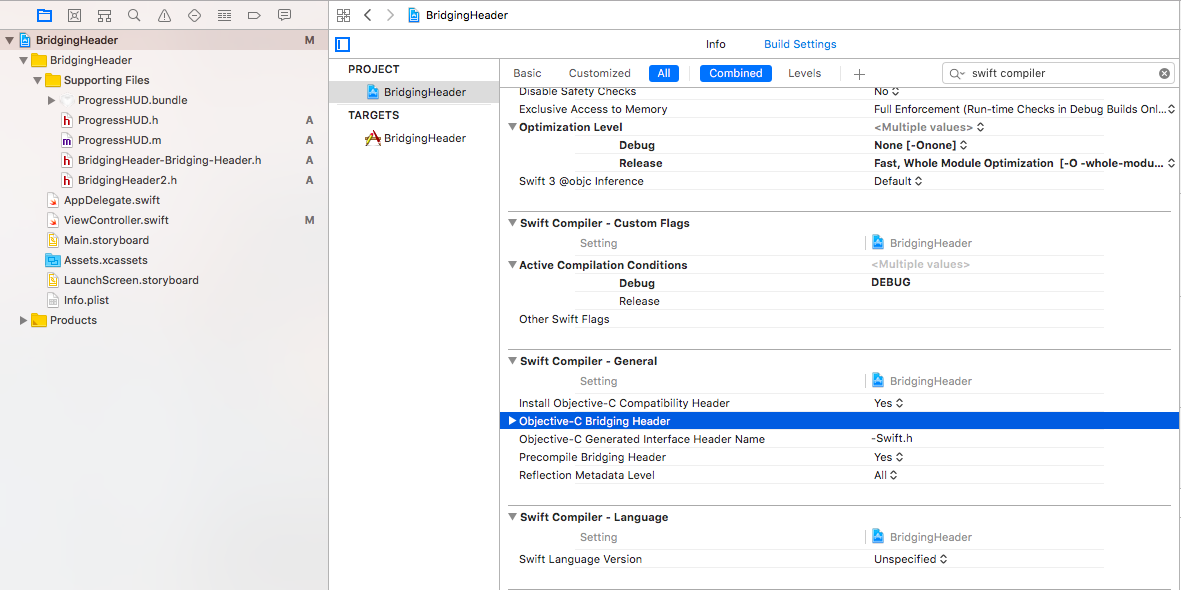 BridgingHeader
BridgingHeader M
Info Build Settings
BridgingHeader
Supporting Files
ProgressHUD.bundle
ProgressHUD.h A
ProgressHUD.m A
BridgingHeader-Bridging-Header.h A
BridgingHeader2.h A
AppDelegate.swift
ViewController.swift M
Main.storyboard
Assets.xcassets
LaunchScreen.storyboard
Info.plist
Products
PROJECT
BridgingHeader
TARGETS
BridgingHeader
Basic Customized All Combined Levels + swift compiler
Disable Safety Checks No
Exclusive Access to Memory Full Enforcement (Run-time Checks in Debug Builds Onl...
Optimization Level <Multiple values>
Debug None [-Onone]
Release Fast, Whole Module Optimization [-O -whole-modu...
Swift 3 @objc Inference Default
Swift Compiler - Custom Flags
Setting BridgingHeader
Active Compilation Conditions <Multiple values>
Debug DEBUG
Release
Other Swift Flags
Swift Compiler - General
Setting BridgingHeader
Install Objective-C Compatibility Header Yes
Objective-C Bridging Header
Objective-C Generated Interface Header Name -Swift.h
Precompile Bridging Header Yes
Reflection Metadata Level All
Swift Compiler - Language
Setting BridgingHeader
Swift Language Version Unspecified